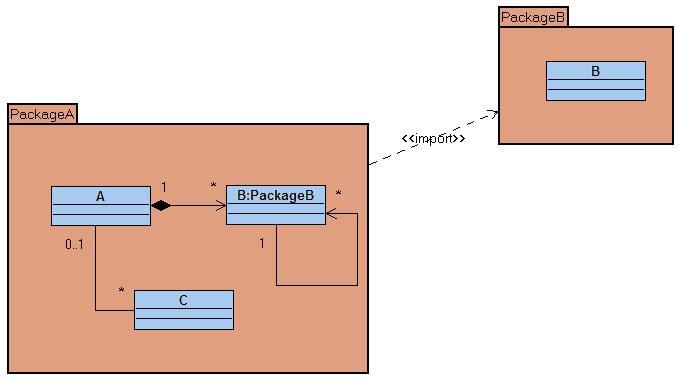 PackageB
B
PackageA
<<import>>
A
1
*
B:PackageB
*
0..1
1
*
C